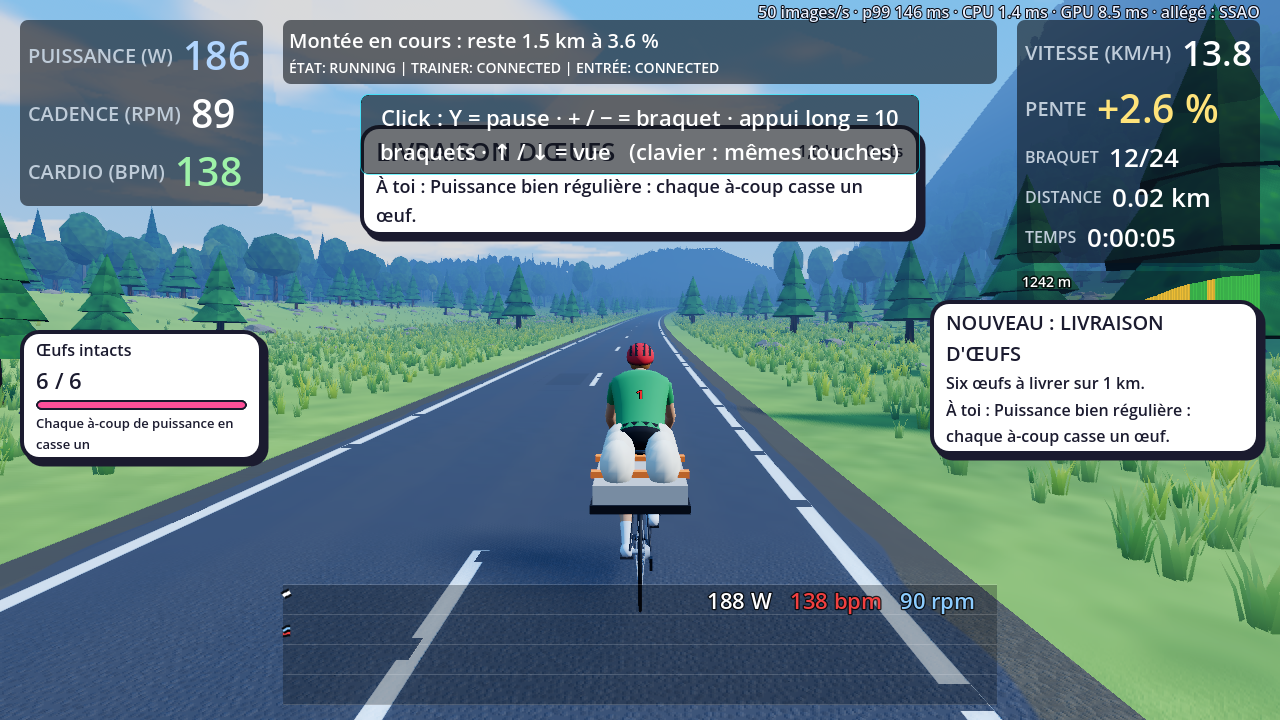 50 images/s · p99 146 ms · CPU 1.4 ms · GPU 8.5 ms · allégé : SSAO
PUISSANCE (W) 186
CADENCE (RPM) 89
CARDIO (BPM) 138
Montée en cours : reste 1.5 km à 3.6 %
ÉTAT: RUNNING | TRAINER: CONNECTED | ENTRÉE: CONNECTED
VITESSE (KM/H) 13.8
PENTE +2.6 %
BRAQUET 12/24
DISTANCE 0.02 km
TEMPS 0:00:05
1242 m
Click : Y = pause · + / − = braquet · appui long = 10
braquets · ↑ / ↓ = vue (clavier : mêmes touches)
LIVRAISON D'ŒUFS
À toi : Puissance bien régulière : chaque à-coup casse un
œuf.
Œufs intacts
6 / 6
Chaque à-coup de puissance en
casse un
NOUVEAU : LIVRAISON
D'ŒUFS
Six œufs à livrer sur 1 km.
À toi : Puissance bien régulière :
chaque à-coup casse un œuf.
1
188 W 138 bpm 90 rpm